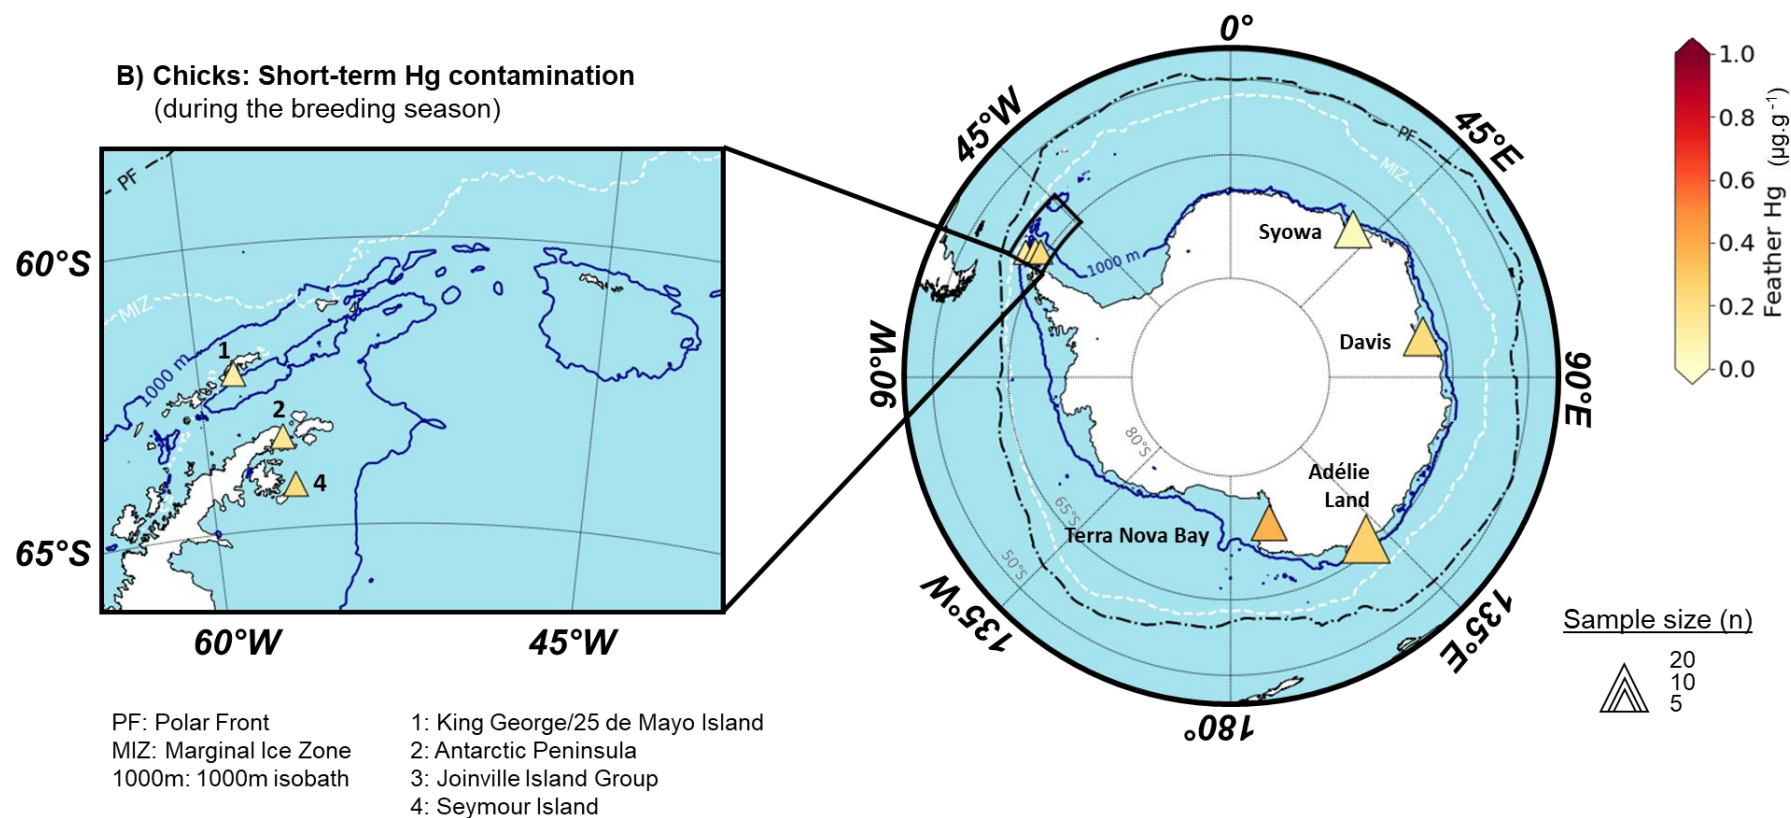 B) Chicks: Short-term Hg contamination
(during the breeding season)
PF
MIZ
1000 m
1
2
4
60°S
65°S
60°W
45°W
0°
45°W
45°E
90°W
90°E
135°W
135°E
180°
PF
MIZ
1000 m
80°S
65°S
50°S
Syowa
Davis
Adélie
Land
Terra Nova Bay
1.0
0.8
0.6
0.4
0.2
0.0
Feather Hg (µg.g⁻¹)
Sample size (n)
20
10
5
PF: Polar Front
MIZ: Marginal Ice Zone
1000m: 1000m isobath
1: King George/25 de Mayo Island
2: Antarctic Peninsula
3: Joinville Island Group
4: Seymour Island